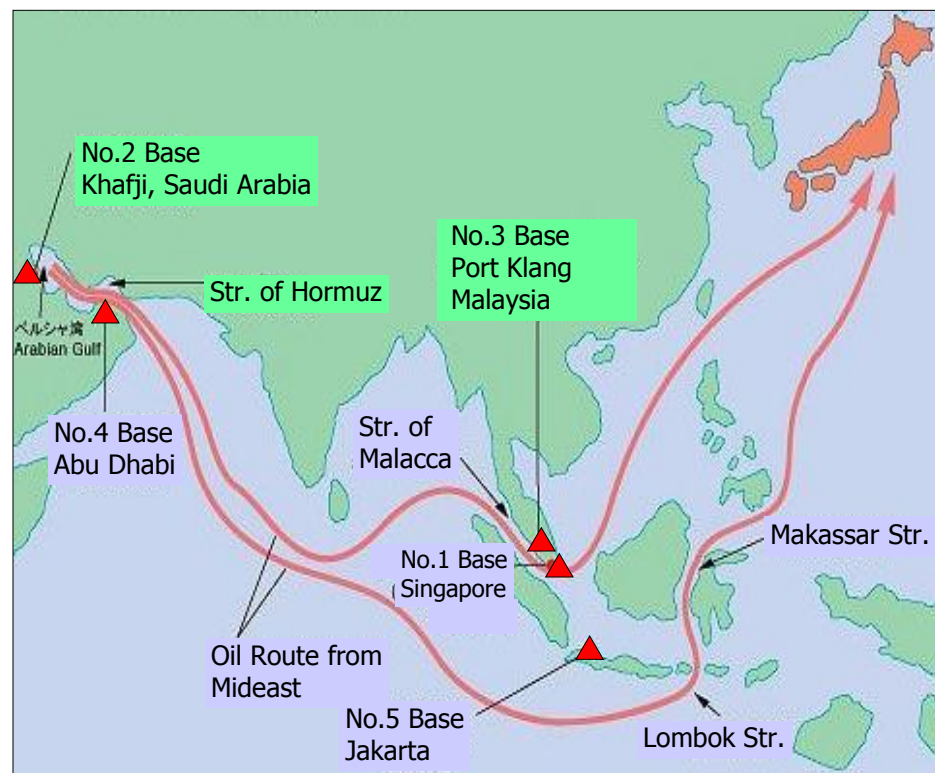 No.2 Base
Khafji, Saudi Arabia
No.3 Base
Port Klang
Malaysia
Str. of Hormuz
ペルシャ湾
Arabian Gulf
No.4 Base
Abu Dhabi
Str. of
Malacca
Makassar Str.
No.1 Base
Singapore
Oil Route from
Mideast
No.5 Base
Jakarta
Lombok Str.